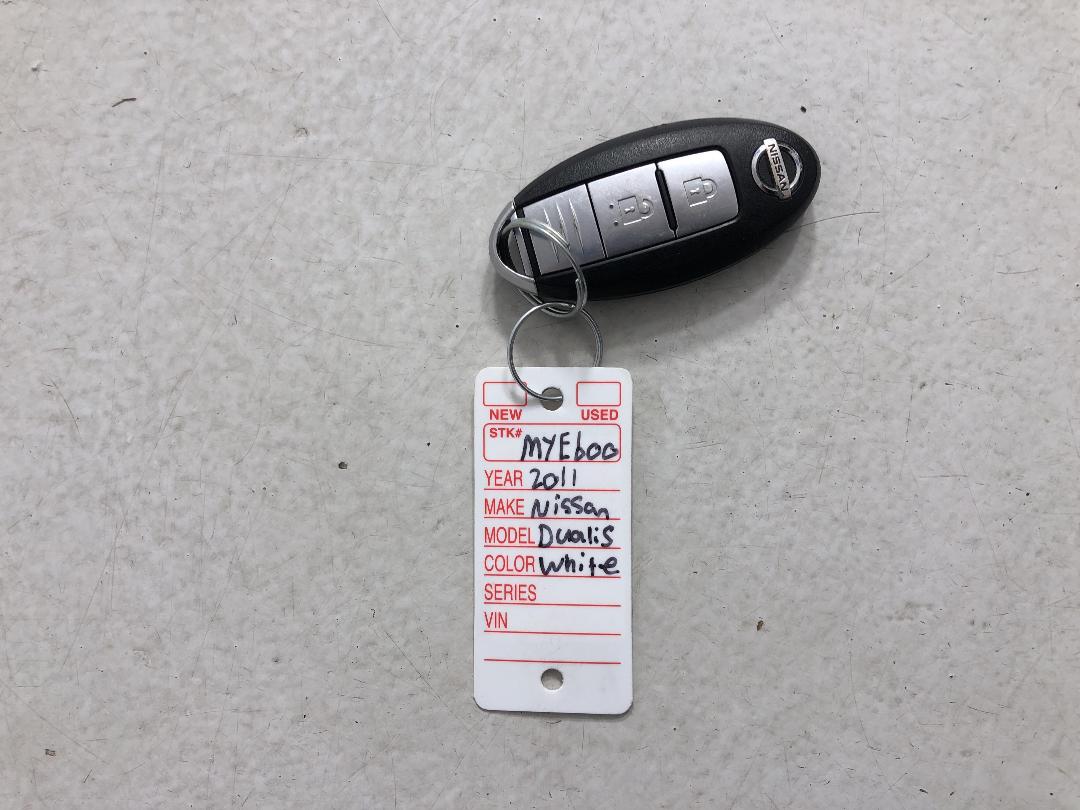 NISSAN
NEW USED
STK# MYE600
YEAR 2011
MAKE Nissan
MODEL Dualis
COLOR White
SERIES
VIN